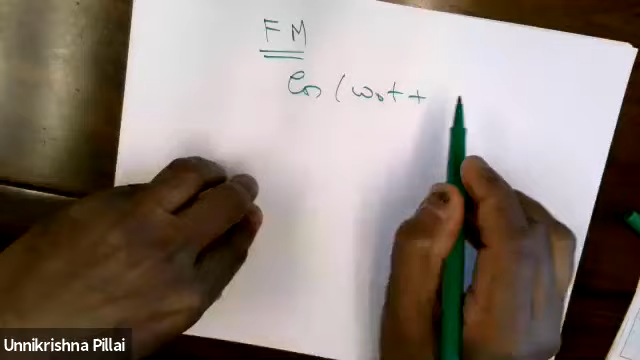 FM
Cos (ω₀t +
Unnikrishna Pillai